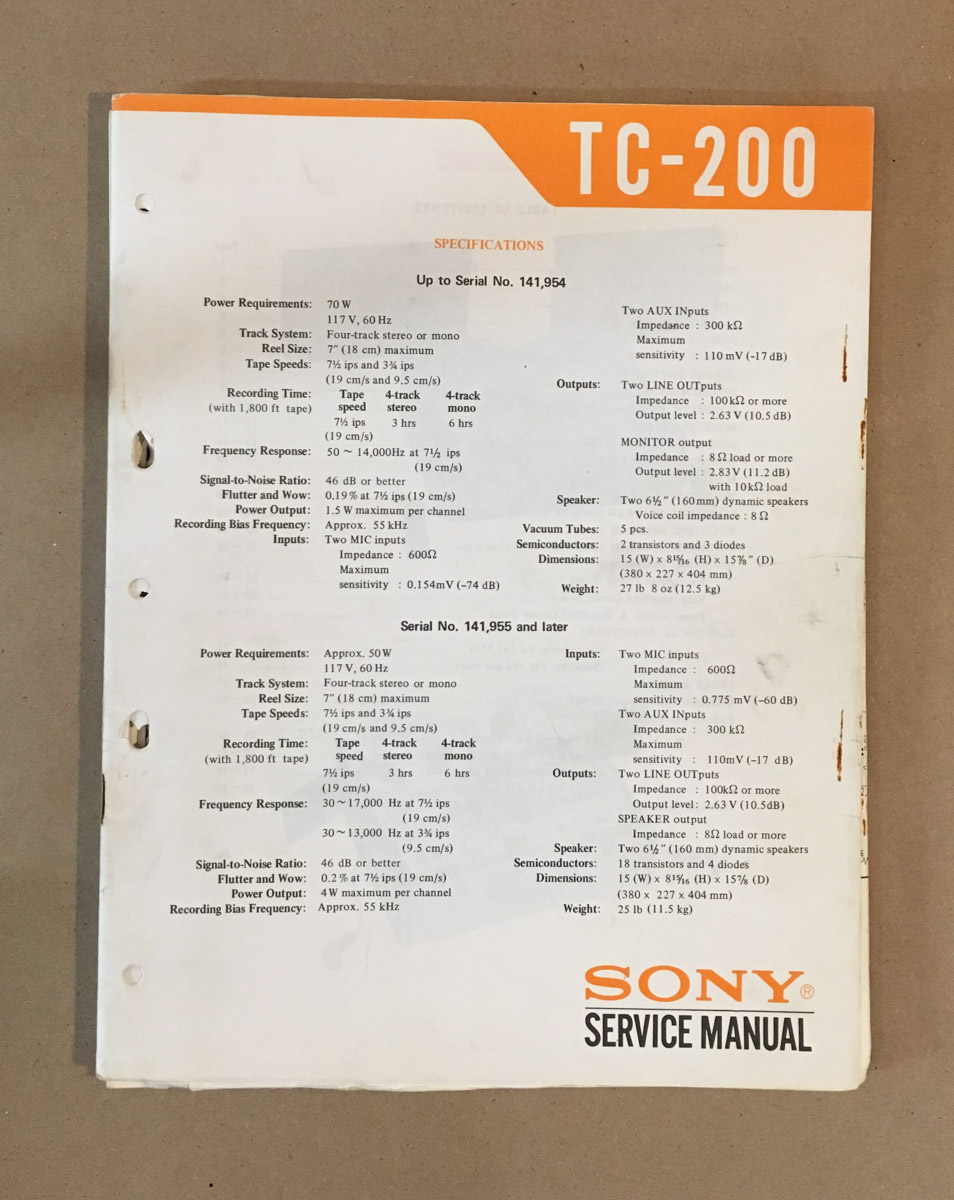 TC-200
SPECIFICATIONS
Up to Serial No. 141,954
Power Requirements: 70 W
117 V, 60 Hz
Track System: Four-track stereo or mono
Reel Size: 7" (18 cm) maximum
Tape Speeds: 7½ ips and 3¾ ips
(19 cm/s and 9.5 cm/s)
Recording Time: Tape 4-track 4-track
(with 1,800 ft tape) speed stereo mono
7½ ips 3 hrs 6 hrs
(19 cm/s)
Frequency Response: 50 ~ 14,000Hz at 7½ ips
(19 cm/s)
Signal-to-Noise Ratio: 46 dB or better
Flutter and Wow: 0.19% at 7½ ips (19 cm/s)
Power Output: 1.5 W maximum per channel
Recording Bias Frequency: Approx. 55 kHz
Inputs: Two MIC inputs
Impedance : 600Ω
Maximum
sensitivity : 0.154mV (-74 dB)
Two AUX INputs
Impedance : 300 kΩ
Maximum
sensitivity : 110 mV (-17 dB)
Outputs: Two LINE OUTputs
Impedance : 100kΩ or more
Output level : 2.63 V (10.5 dB)
MONITOR output
Impedance : 8Ω load or more
Output level : 2.83 V (11.2 dB)
with 10kΩ load
Speaker: Two 6½" (160mm) dynamic speakers
Voice coil impedance : 8Ω
Vacuum Tubes: 5 pcs.
Semiconductors: 2 transistors and 3 diodes
Dimensions: 15 (W) x 815/16 (H) x 15⅞" (D)
(380 x 227 x 404 mm)
Weight: 27 lb 8 oz (12.5 kg)
Serial No. 141,955 and later
Power Requirements: Approx. 50W
117 V, 60 Hz
Track System: Four-track stereo or mono
Reel Size: 7" (18 cm) maximum
Tape Speeds: 7½ ips and 3¾ ips
(19 cm/s and 9.5 cm/s)
Recording Time: Tape 4-track 4-track
(with 1,800 ft tape) speed stereo mono
7½ ips 3 hrs 6 hrs
(19 cm/s)
Frequency Response: 30~17,000 Hz at 7½ ips
(19 cm/s)
30~13,000 Hz at 3¾ ips
(9.5 cm/s)
Signal-to-Noise Ratio: 46 dB or better
Flutter and Wow: 0.2% at 7½ ips (19 cm/s)
Power Output: 4W maximum per channel
Recording Bias Frequency: Approx. 55 kHz
Inputs: Two MIC inputs
Impedance : 600Ω
Maximum
sensitivity : 0.775 mV (-60 dB)
Two AUX INputs
Impedance : 300 kΩ
Maximum
sensitivity : 110mV (-17 dB)
Outputs: Two LINE OUTputs
Impedance : 100kΩ or more
Output level: 2.63 V (10.5dB)
SPEAKER output
Impedance : 8Ω load or more
Speaker: Two 6½" (160 mm) dynamic speakers
Semiconductors: 18 transistors and 4 diodes
Dimensions: 15 (W) x 815/16 (H) x 15⅞ (D)
(380 x 227 x 404 mm)
Weight: 25 lb (11.5 kg)
SONY®
SERVICE MANUAL